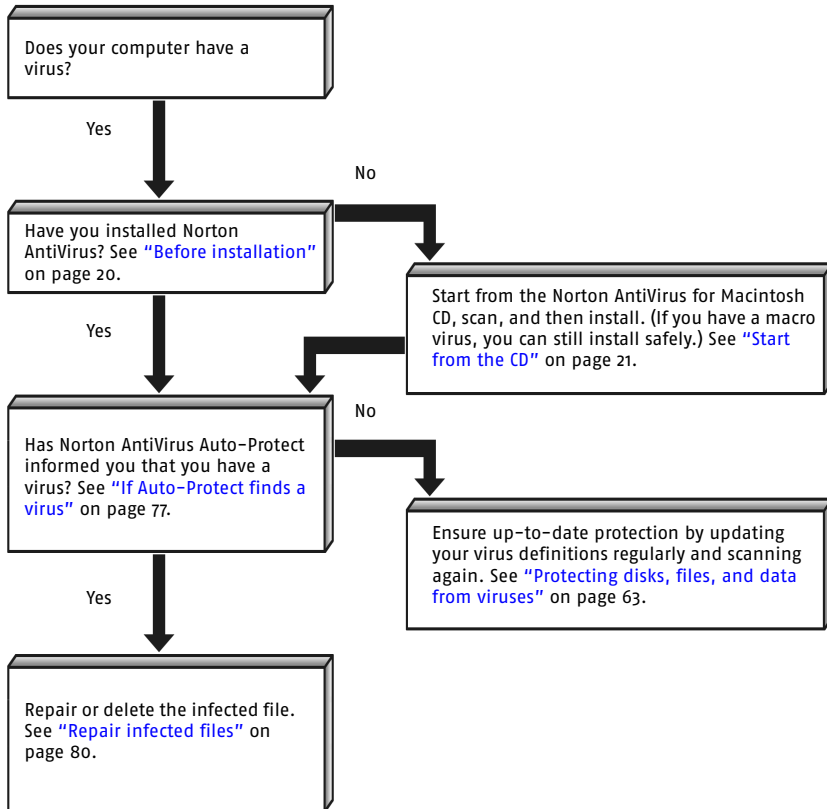 Does your computer have a
virus?
Yes
No
Have you installed Norton
AntiVirus? See “Before installation”
on page 20.
Start from the Norton AntiVirus for Macintosh
CD, scan, and then install. (If you have a macro
virus, you can still install safely.) See “Start
from the CD” on page 21.
Yes
No
Has Norton AntiVirus Auto-Protect
informed you that you have a
virus? See “If Auto-Protect finds a
virus” on page 77.
Ensure up-to-date protection by updating
your virus definitions regularly and scanning
again. See “Protecting disks, files, and data
from viruses” on page 63.
Yes
Repair or delete the infected file.
See “Repair infected files” on
page 80.